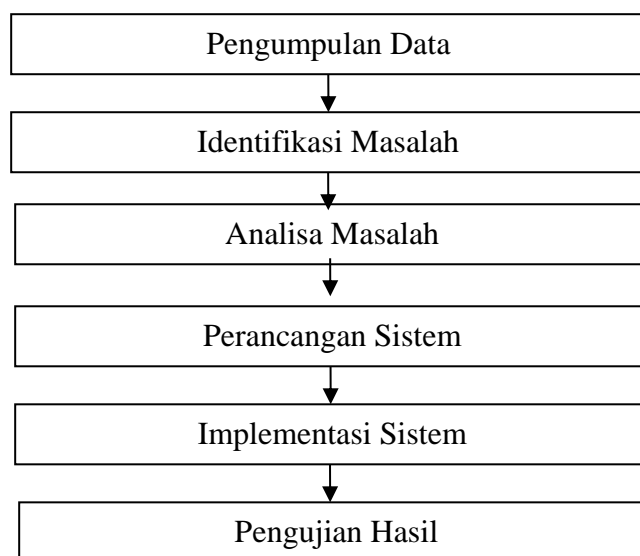 Pengumpulan Data
Identifikasi Masalah
Analisa Masalah
Perancangan Sistem
Implementasi Sistem
Pengujian Hasil